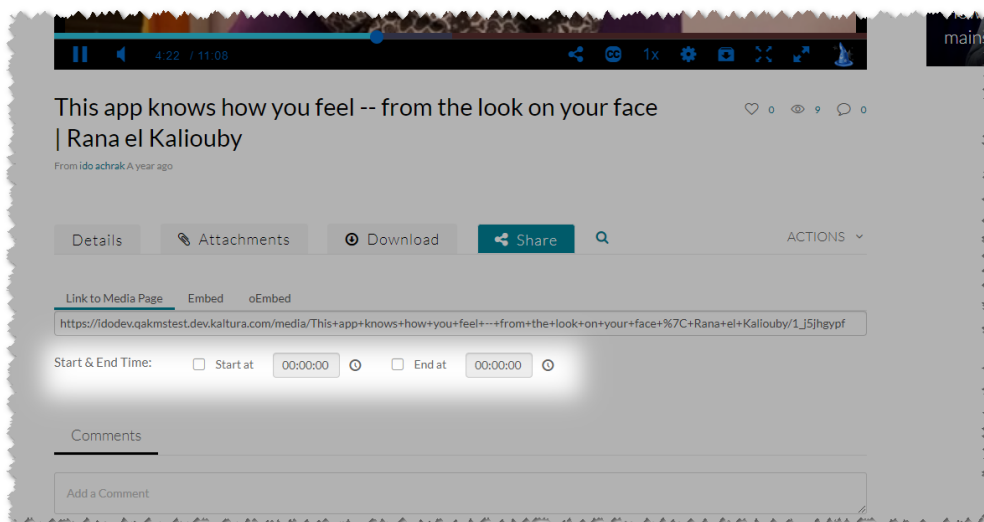 mains
4:22 / 11:08
CC
1x
This app knows how you feel -- from the look on your face
| Rana el Kaliouby
0 9 0
From ido achrak A year ago
Details Attachments Download Share ACTIONS
Link to Media Page Embed oEmbed
https://idodev.qakmstest.dev.kaltura.com/media/This+app+knows+how+you+feel+--+from+the+look+on+your+face+%7C+Rana+el+Kaliouby/1_j5jhgypf
Start & End Time: Start at 00:00:00 End at 00:00:00
Comments
Add a Comment